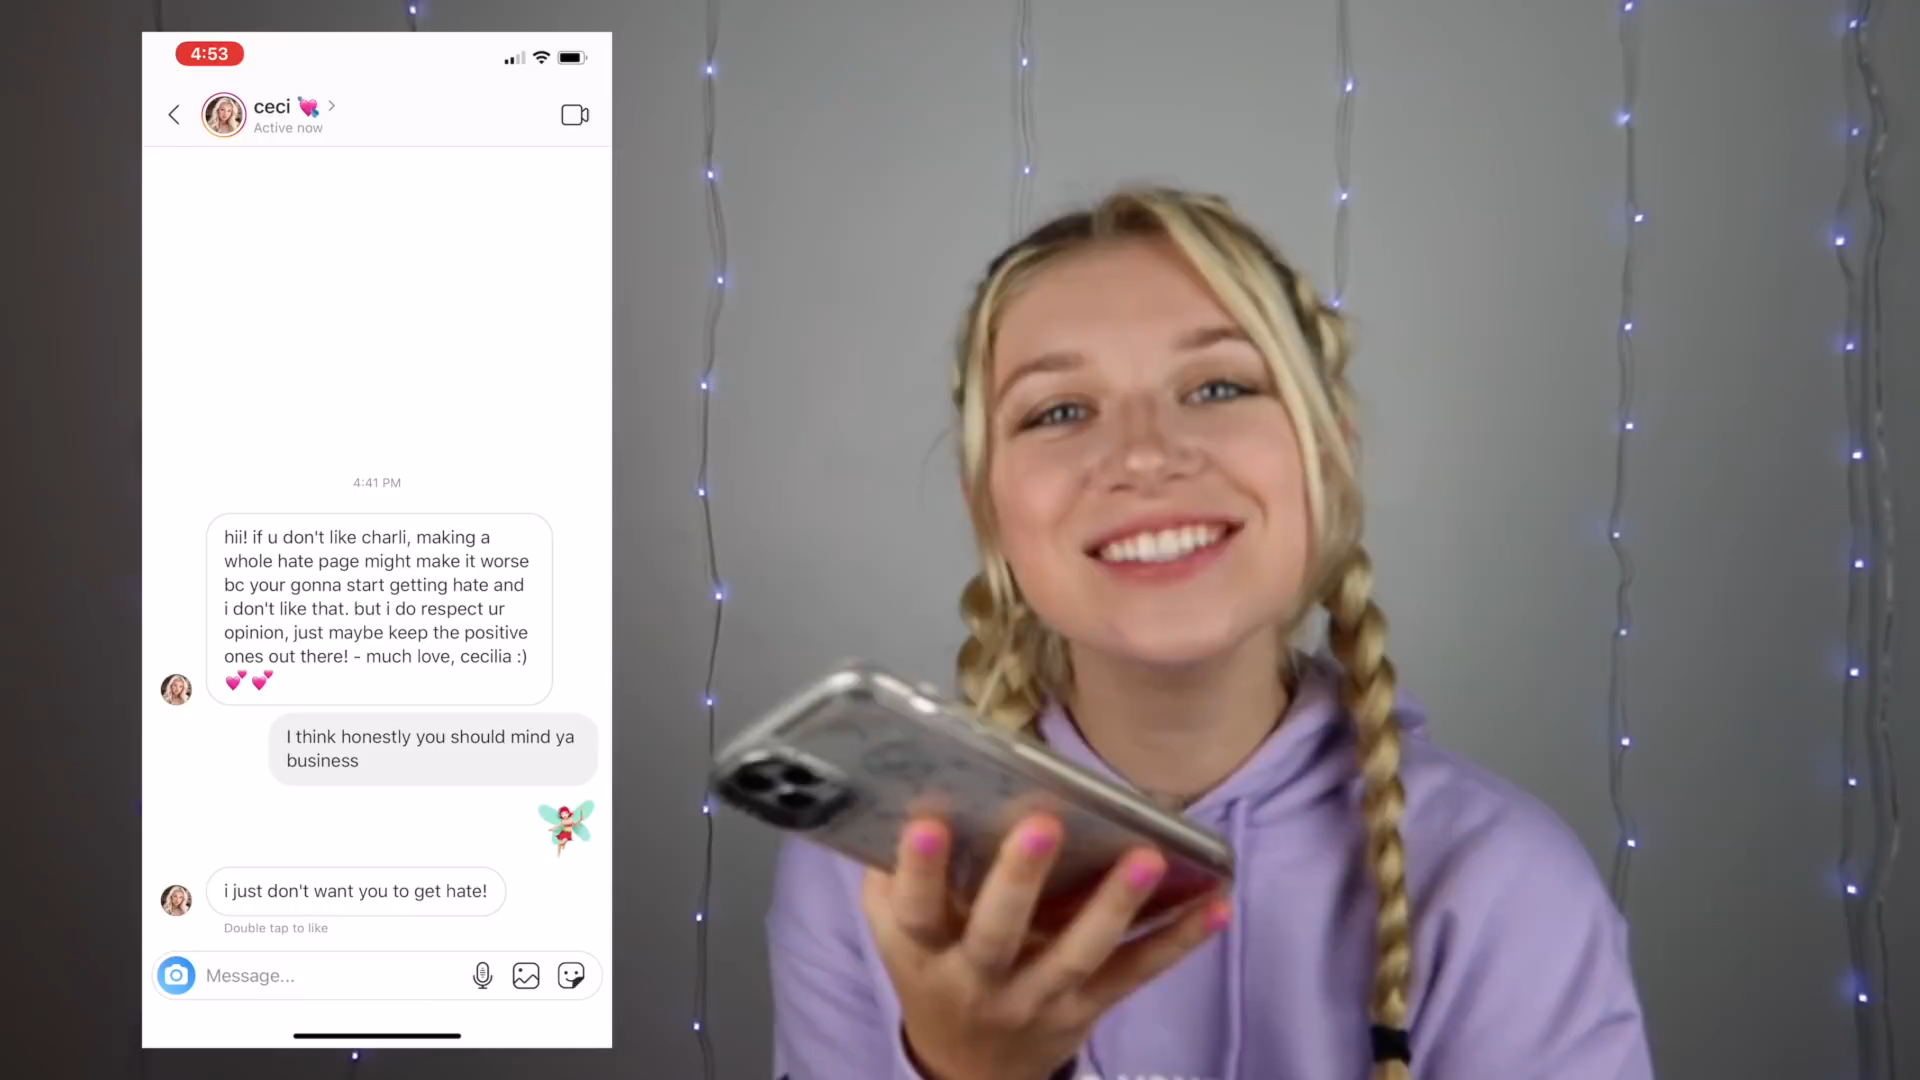 4:53
ceci 💘 >
Active now
4:41 PM
hii! if u don't like charli, making a
whole hate page might make it worse
bc your gonna start getting hate and
i don't like that. but i do respect ur
opinion, just maybe keep the positive
ones out there! - much love, cecilia :)
💕 💕
I think honestly you should mind ya
business
i just don't want you to get hate!
Double tap to like
Message...